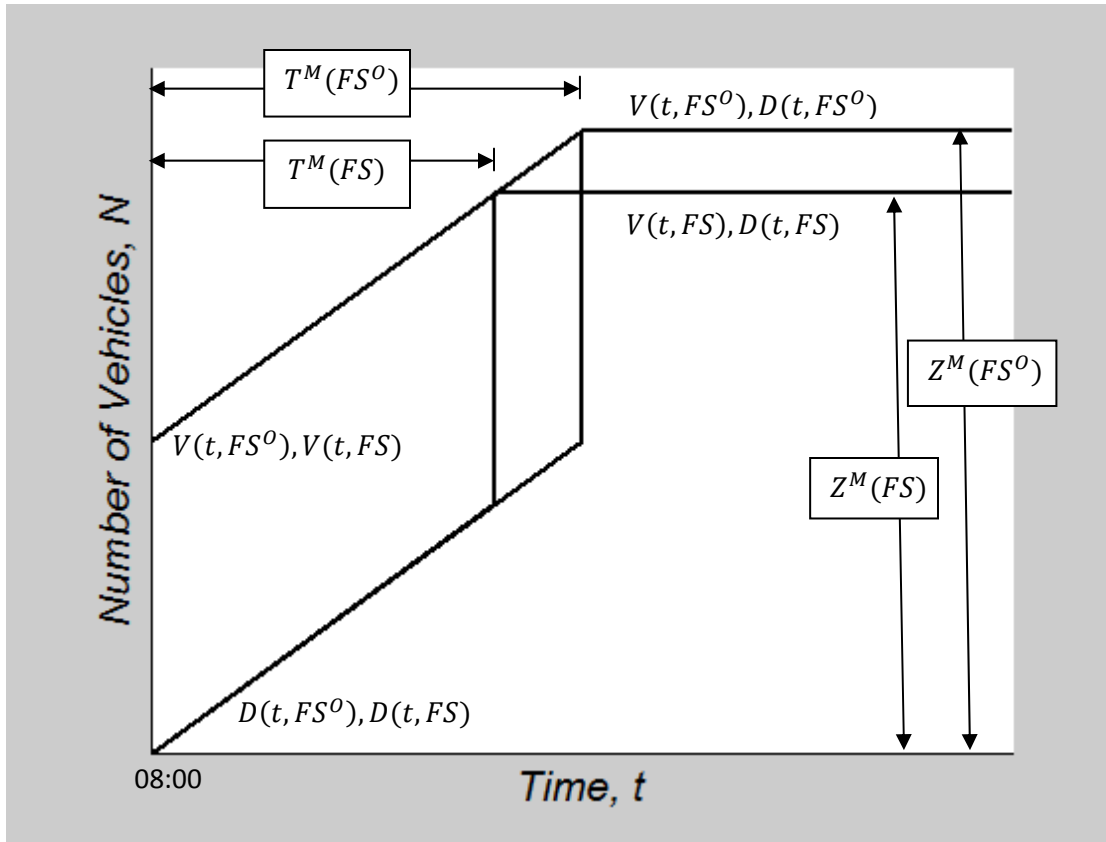 T^M(FS^O)
V(t, FS^O), D(t, FS^O)
T^M(FS)
V(t, FS), D(t, FS)
Number of Vehicles, N
Z^M(FS^O)
V(t, FS^O), V(t, FS)
Z^M(FS)
D(t, FS^O), D(t, FS)
08:00
Time, t